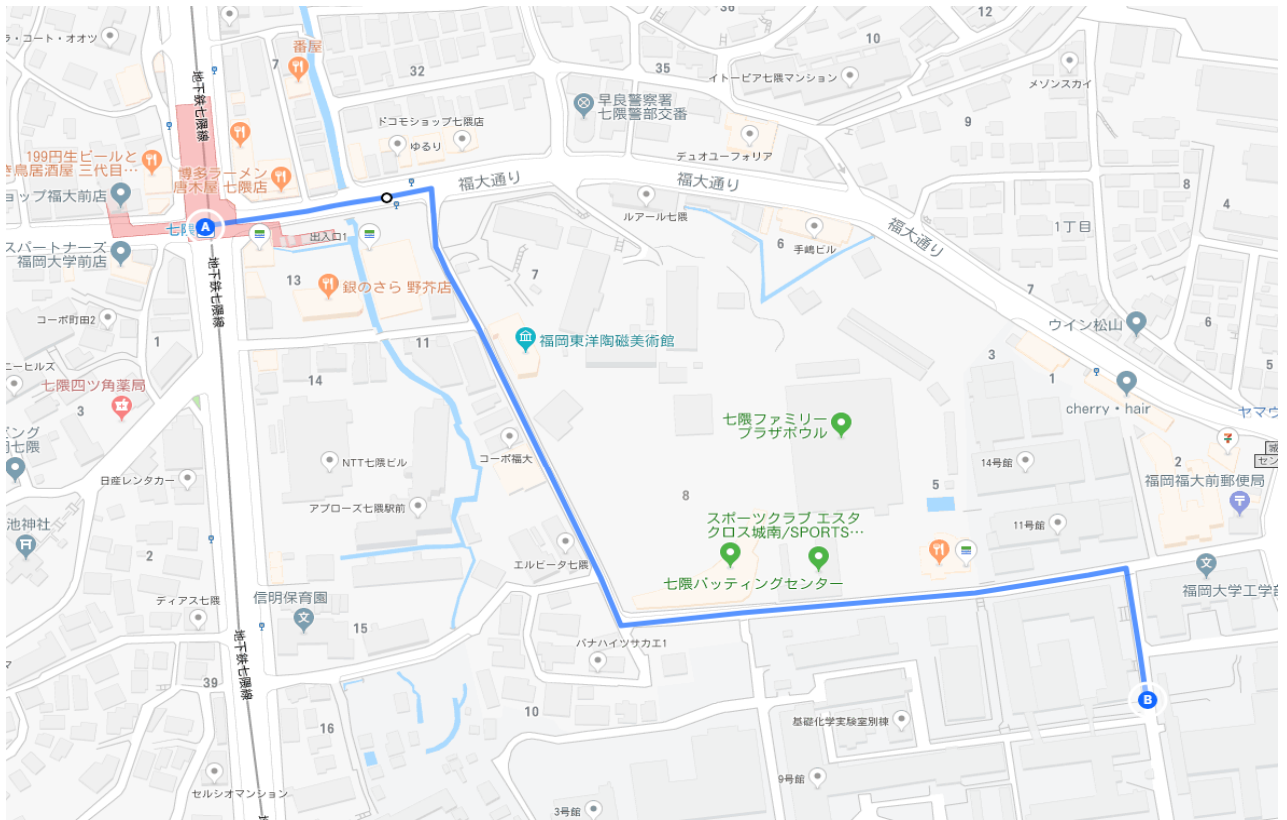 ラ・コート・オオツ
番屋
7
32
35
36
12
10
イトーピア七隈マンション
メゾンスカイ
地下鉄七隈線
早良警察署
七隈警部交番
ドコモショップ七隈店
ゆるり
9
デュオユーフォリア
199円生ビールと
き鳥居酒屋 三代目…
博多ラーメン
唐木屋 七隈店
福大通り
福大通り
8
4
ョップ福大前店
ルアール七隈
七隈
A
出入口1
6
手嶋ビル
福大通り
1丁目
スパートナーズ
福岡大学前店
地下鉄七隈線
13
銀のさら 野芥店
7
7
コーポ町田2
1
11
福岡東洋陶磁美術館
ウイン松山
6
3
1
5
ニーヒルズ
14
七隈四ツ角薬局
3
cherry・hair
ヤマウ
七隈ファミリー
プラザボウル
ング
七隈
コーポ福大
NTT七隈ビル
14号館
2
城
セン
日産レンタカー
5
福岡福大前郵便局
8
アプローズ七隈駅前
スポーツクラブ エスタ
クロス城南/SPORTS…
11号館
池神社
2
エルビータ七隈
七隈バッティングセンター
福岡大学工学部
ディアス七隈
信明保育園
15
地下鉄七隈線
パナハイツサカエ1
39
10
B
16
基礎化学実験室別棟
セルシオマンション
9号館
3号館
地